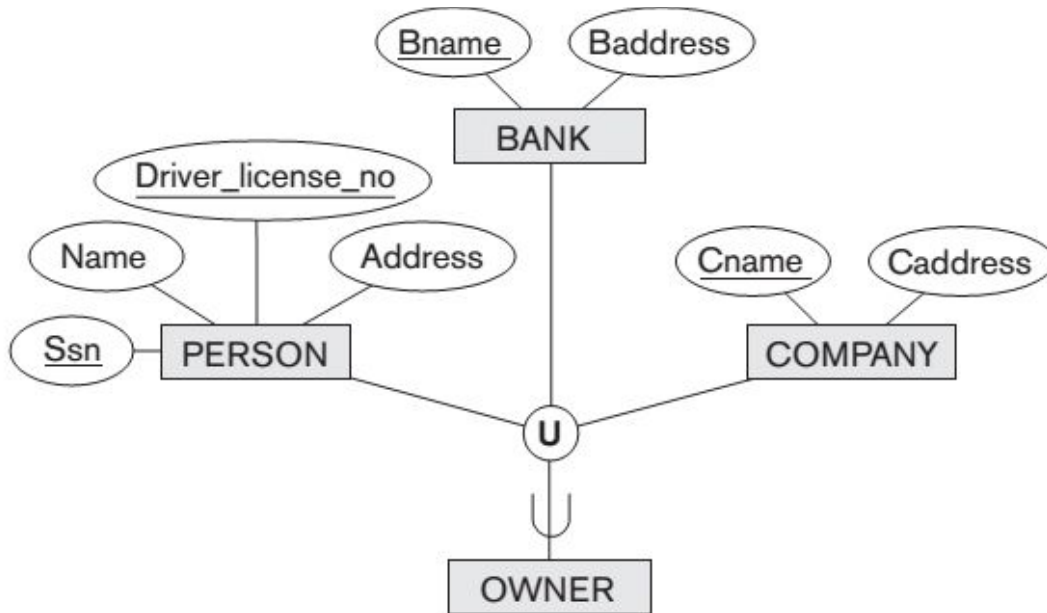 Bname Baddress
BANK
Driver_license_no
Name Address
Cname Caddress
Ssn PERSON COMPANY
U
OWNER